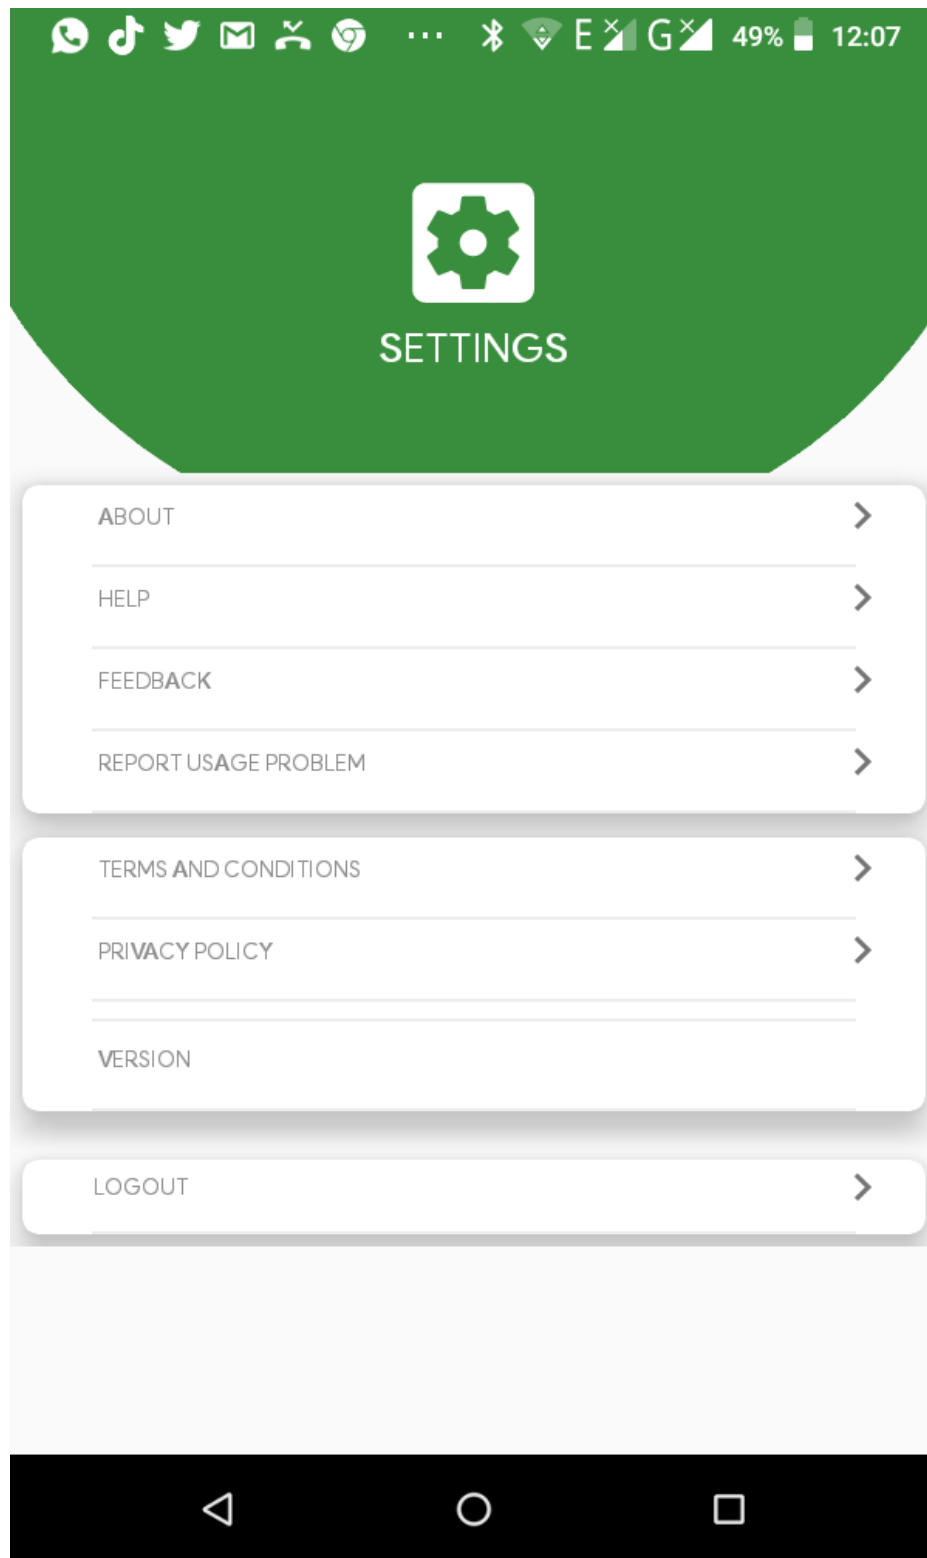 ... E G 49% 12:07
SETTINGS
ABOUT
HELP
FEEDBACK
REPORT USAGE PROBLEM
TERMS AND CONDITIONS
PRIVACY POLICY
VERSION
LOGOUT